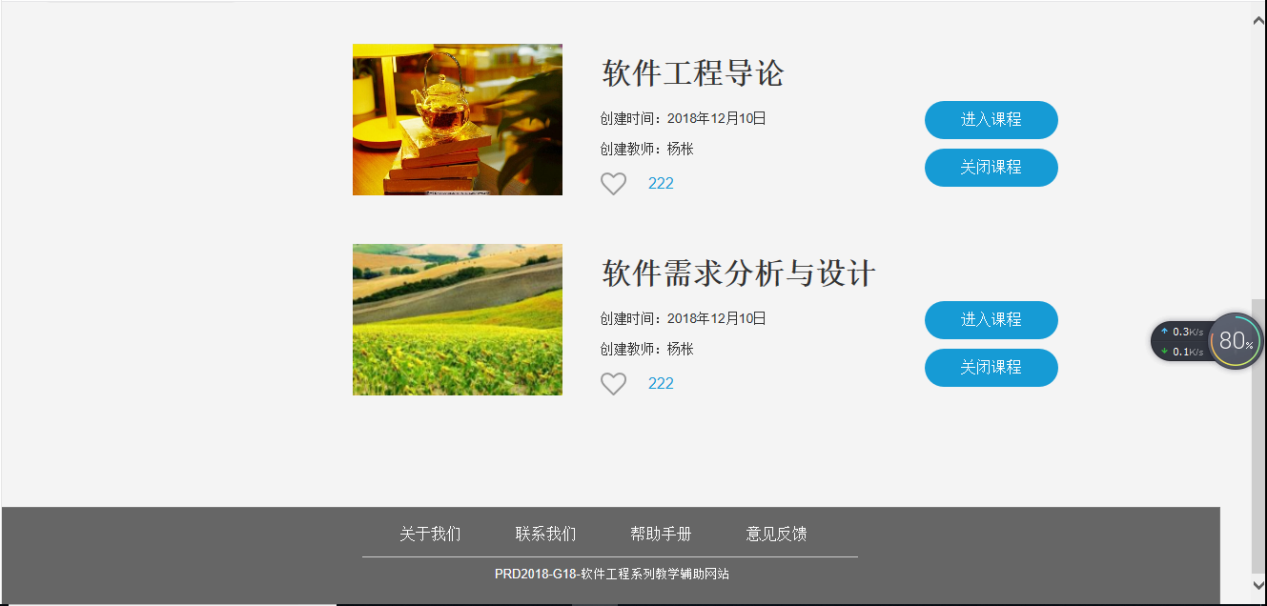 软件工程导论
创建时间：2018年12月10日
创建教师：杨枨
222
进入课程
关闭课程
软件需求分析与设计
创建时间：2018年12月10日
创建教师：杨枨
222
进入课程
关闭课程
0.3K/s
0.1K/s
80%
关于我们 联系我们 帮助手册 意见反馈
PRD2018-G18-软件工程系列教学辅助网站